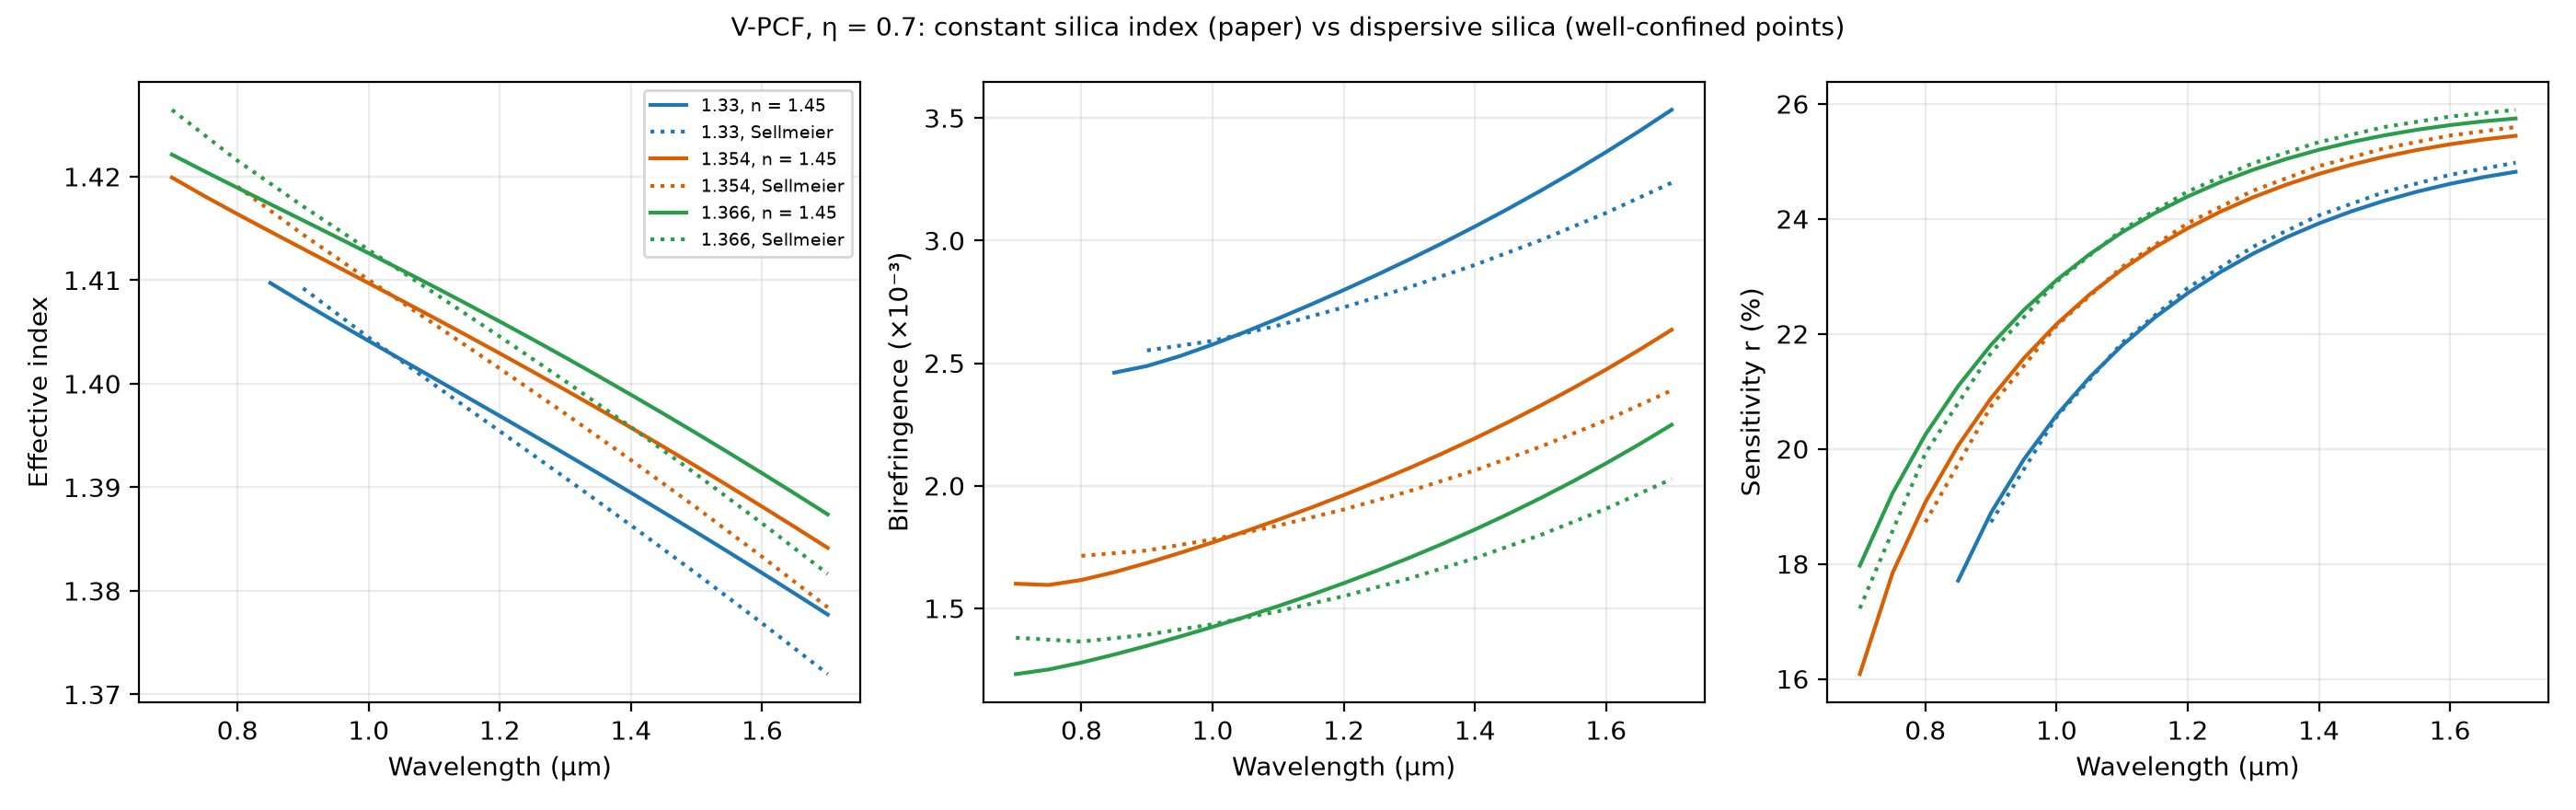 V-PCF, η = 0.7: constant silica index (paper) vs dispersive silica (well-confined points)
Effective index
1.42
1.41
1.40
1.39
1.38
1.37
0.8 1.0 1.2 1.4 1.6
Wavelength (μm)
1.33, n = 1.45
1.33, Sellmeier
1.354, n = 1.45
1.354, Sellmeier
1.366, n = 1.45
1.366, Sellmeier
Birefringence (×10⁻³)
3.5
3.0
2.5
2.0
1.5
0.8 1.0 1.2 1.4 1.6
Wavelength (μm)
Sensitivity r (%)
26
24
22
20
18
16
0.8 1.0 1.2 1.4 1.6
Wavelength (μm)